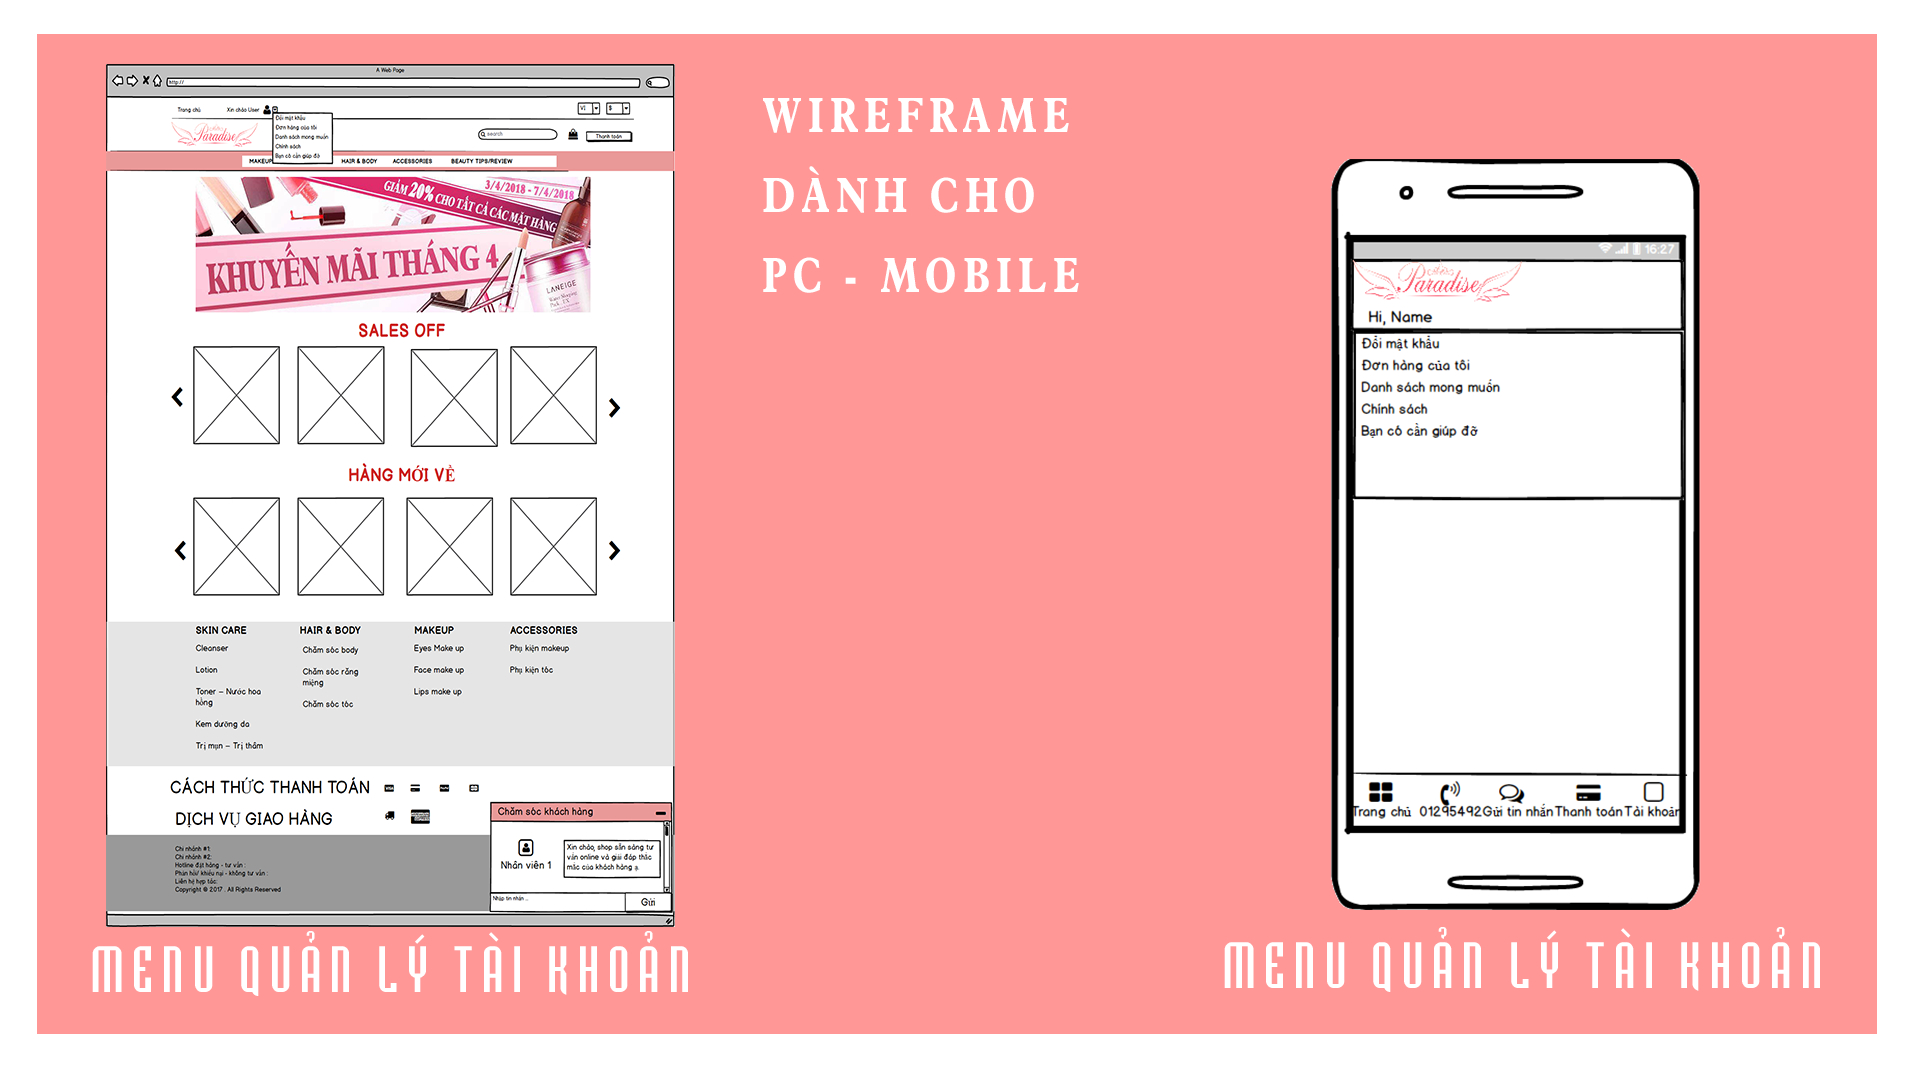 A Web Page
http://
Trang chủ
Xin chào User
VI
$
Đổi mật khẩu
Đơn hàng của tôi
Danh sách mong muốn
Chính sách
Bạn có cần giúp đỡ
Paradise
search
Thanh toán
MAKEUP
HAIR & BODY
ACCESSORIES
BEAUTY TIPS/REVIEW
3/4/2018 - 7/4/2018
GIẢM 20% CHO TẤT CẢ CÁC MẶT HÀNG
KHUYẾN MÃI THÁNG 4
LANEIGE
SALES OFF
HÀNG MỚI VỀ
SKIN CARE
Cleanser
Lotion
Toner – Nước hoa
hồng
Kem dưỡng da
Trị mụn – Trị thâm
HAIR & BODY
Chăm sóc body
Chăm sóc răng
miệng
Chăm sóc tóc
MAKEUP
Eyes Make up
Face make up
Lips make up
ACCESSORIES
Phụ kiện makeup
Phụ kiện tóc
CÁCH THỨC THANH TOÁN
DỊCH VỤ GIAO HÀNG
Chi nhánh #1:
Chi nhánh #2:
Hotline đặt hàng - tư vấn :
Phản hồi/ khiếu nại - không tư vấn :
Liên hệ hợp tác:
Copyright © 2017 . All Rights Reserved
Chăm sóc khách hàng
Nhân viên 1
Xin chào, shop sẵn sàng tư
vấn online và giải đáp thắc
mắc của khách hàng ạ.
Nhập tin nhắn ...
Gửi
MENU QUẢN LÝ TÀI KHOẢN
WIREFRAME
DÀNH CHO
PC - MOBILE
16:27
Paradise
Hi, Name
Đổi mật khẩu
Đơn hàng của tôi
Danh sách mong muốn
Chính sách
Bạn có cần giúp đỡ
Trang chủ
01295492
Gửi tin nhắn
Thanh toán
Tài khoản
MENU QUẢN LÝ TÀI KHOẢN